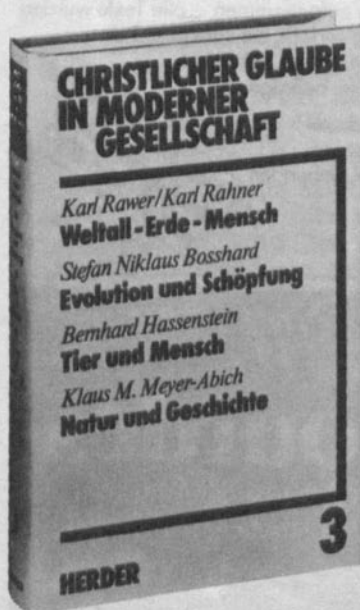 CHRISTLICHER GLAUBE
IN MODERNER
GESELLSCHAFT
Karl Rawer/Karl Rahner
Weltall-Erde-Mensch
Stefan Niklaus Bosshard
Evolution und Schöpfung
Bernhard Hassenstein
Tier und Mensch
Klaus M. Meyer-Abich
Natur und Geschichte
3
HERDER